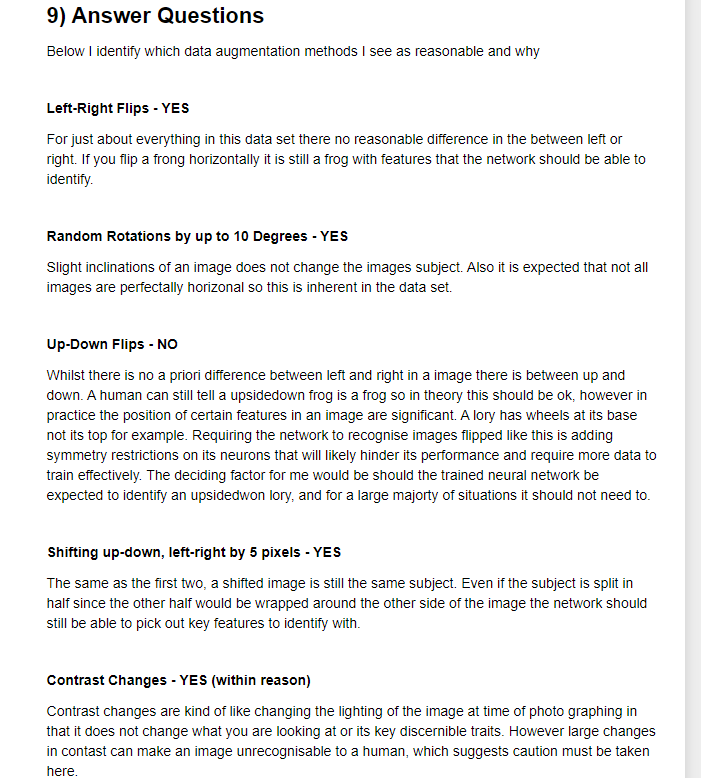 9) Answer Questions
Below I identify which data augmentation methods I see as reasonable and why
Left-Right Flips - YES
For just about everything in this data set there no reasonable difference in the between left or
right. If you flip a frong horizontally it is still a frog with features that the network should be able to
identify.
Random Rotations by up to 10 Degrees - YES
Slight inclinations of an image does not change the images subject. Also it is expected that not all
images are perfectally horizonal so this is inherent in the data set.
Up-Down Flips - NO
Whilst there is no a priori difference between left and right in a image there is between up and
down. A human can still tell a upsidedown frog is a frog so in theory this should be ok, however in
practice the position of certain features in an image are significant. A lory has wheels at its base
not its top for example. Requiring the network to recognise images flipped like this is adding
symmetry restrictions on its neurons that will likely hinder its performance and require more data to
train effectively. The deciding factor for me would be should the trained neural network be
expected to identify an upsidedwon lory, and for a large majorty of situations it should not need to.
Shifting up-down, left-right by 5 pixels - YES
The same as the first two, a shifted image is still the same subject. Even if the subject is split in
half since the other half would be wrapped around the other side of the image the network should
still be able to pick out key features to identify with.
Contrast Changes - YES (within reason)
Contrast changes are kind of like changing the lighting of the image at time of photo graphing in
that it does not change what you are looking at or its key discernible traits. However large changes
in contast can make an image unrecognisable to a human, which suggests caution must be taken
here.